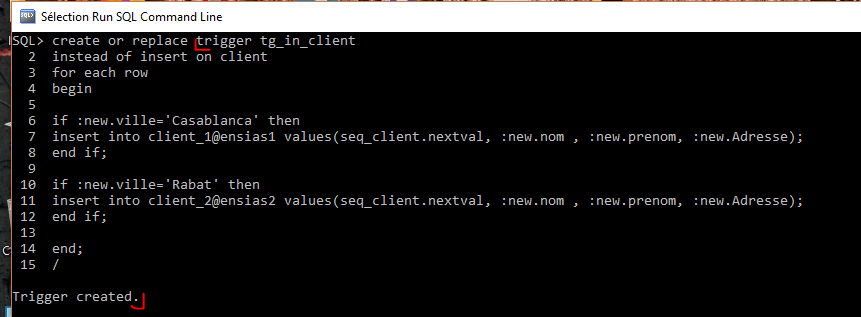 Sélection Run SQL Command Line
SQL> create or replace trigger tg_in_client
2 instead of insert on client
3 for each row
4 begin
5
6 if :new.ville='Casablanca' then
7 insert into client_1@ensias1 values(seq_client.nextval, :new.nom , :new.prenom, :new.Adresse);
8 end if;
9
10 if :new.ville='Rabat' then
11 insert into client_2@ensias2 values(seq_client.nextval, :new.nom , :new.prenom, :new.Adresse);
12 end if;
13
14 end;
15 /
Trigger created.